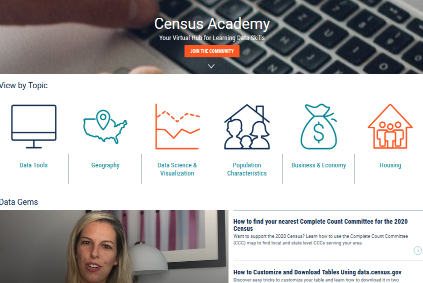 Census Academy
Your Virtual Hub for Learning Data Skills
JOIN THE COMMUNITY
View by Topic
Data Tools
Geography
Data Science &
Visualization
Population
Characteristics
Business & Economy
Housing
Data Gems
How to find your nearest Complete Count Committee for the 2020
Census
Want to support the 2020 Census? Learn how to use the Complete Count Committee
(CCC) map to find local and state level CCCs serving your area.
How to Customize and Download Tables Using data.census.gov
Discover easy tricks to customize your table and learn how to download it in two